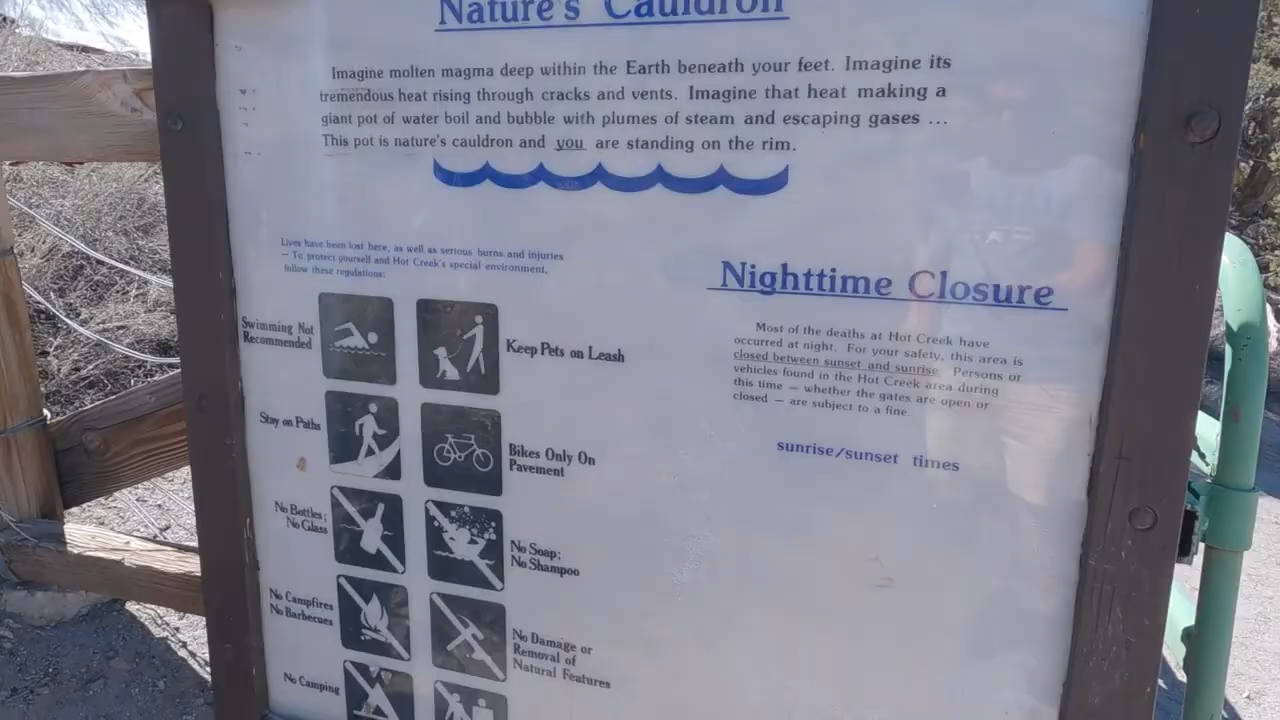 Nature's Cauldron
Imagine molten magma deep within the Earth beneath your feet. Imagine its
tremendous heat rising through cracks and vents. Imagine that heat making a
giant pot of water boil and bubble with plumes of steam and escaping gases ...
This pot is nature's cauldron and you are standing on the rim.
Lives have been lost here, as well as serious burns and injuries
— To protect yourself and Hot Creek's special environment,
follow these regulations:
Swimming Not
Recommended
Keep Pets on Leash
Stay on Paths
Bikes Only On
Pavement
No Bottles;
No Glass
No Soap;
No Shampoo
No Campfires
No Barbecues
No Damage or
Removal of
Natural Features
No Camping
Nighttime Closure
Most of the deaths at Hot Creek have
occurred at night. For your safety, this area is
closed between sunset and sunrise. Persons or
vehicles found in the Hot Creek area during
this time — whether the gates are open or
closed — are subject to a fine.
sunrise/sunset times